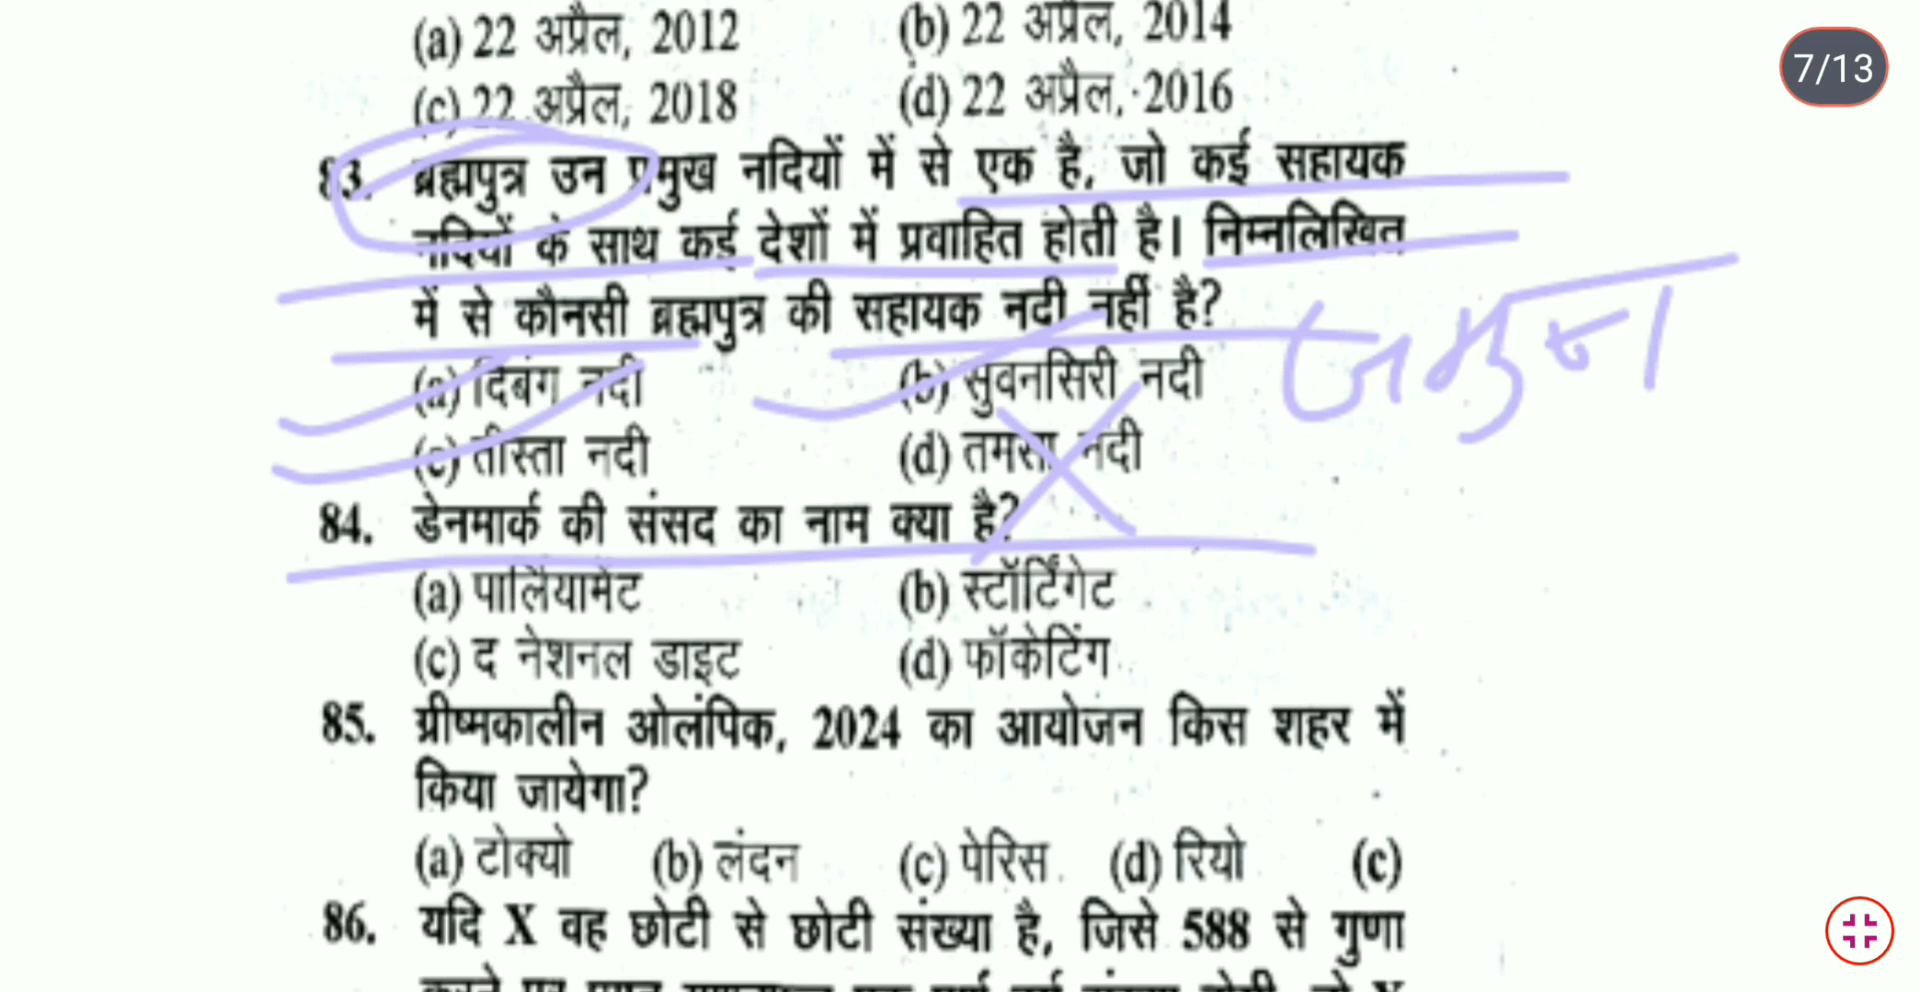 (a) 22 अप्रैल, 2012 (b) 22 अप्रैल, 2014
7/13
(c) 22 अप्रैल, 2018 (d) 22 अप्रैल, 2016
83. ब्रह्मपुत्र उन प्रमुख नदियों में से एक है, जो कई सहायक
नदियों के साथ कई देशों में प्रवाहित होती है। निम्नलिखित
में से कौनसी ब्रह्मपुत्र की सहायक नदी नहीं है?
(a) दिबंग नदी (b) सुवनसिरी नदी
(c) तीस्ता नदी (d) तमसा नदी
84. डेनमार्क की संसद का नाम क्या है?
(a) पार्लियामेंट (b) स्टॉर्टिंगेट
(c) द नेशनल डाइट (d) फॉकेटिंग
85. ग्रीष्मकालीन ओलंपिक, 2024 का आयोजन किस शहर में
किया जायेगा?
(a) टोक्यो (b) लंदन (c) पेरिस (d) रियो (c)
86. यदि X वह छोटी से छोटी संख्या है, जिसे 588 से गुणा